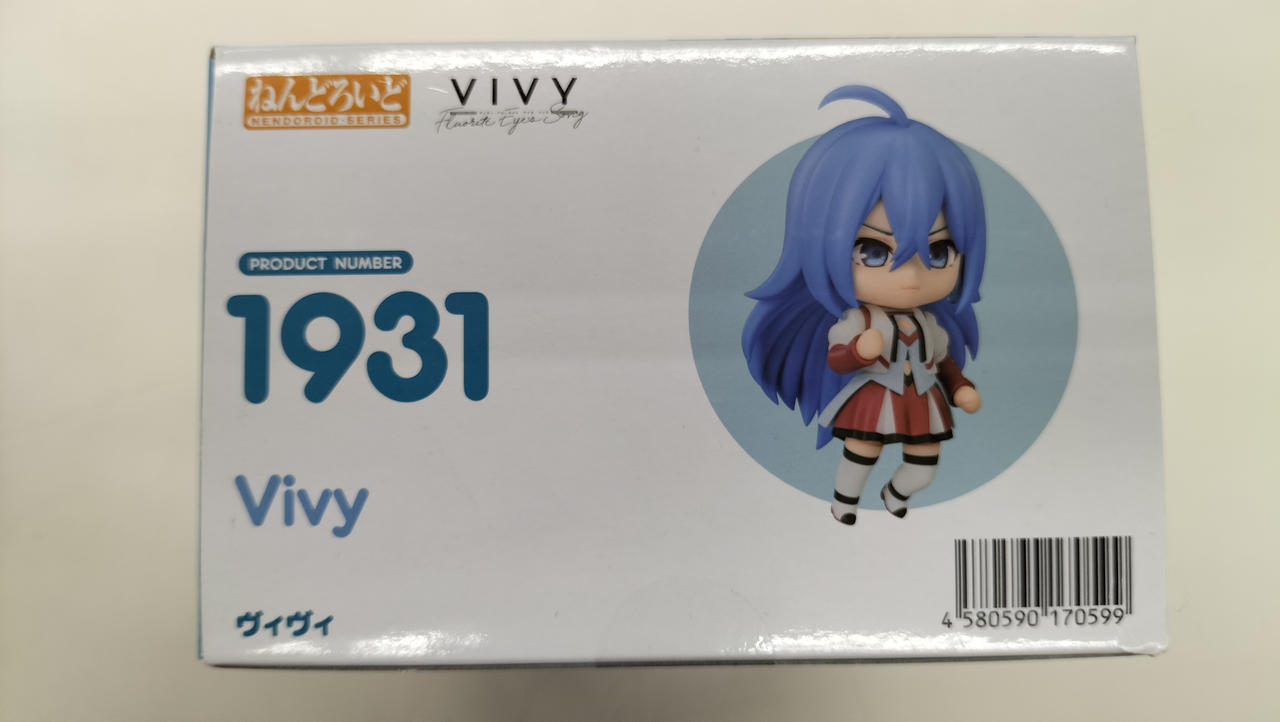 ねんどろいど
NENDOROID·SERIES
VIVY
Fluorite Eye's Song
PRODUCT NUMBER
1931
Vivy
ヴィヴィ
4 580590 170599